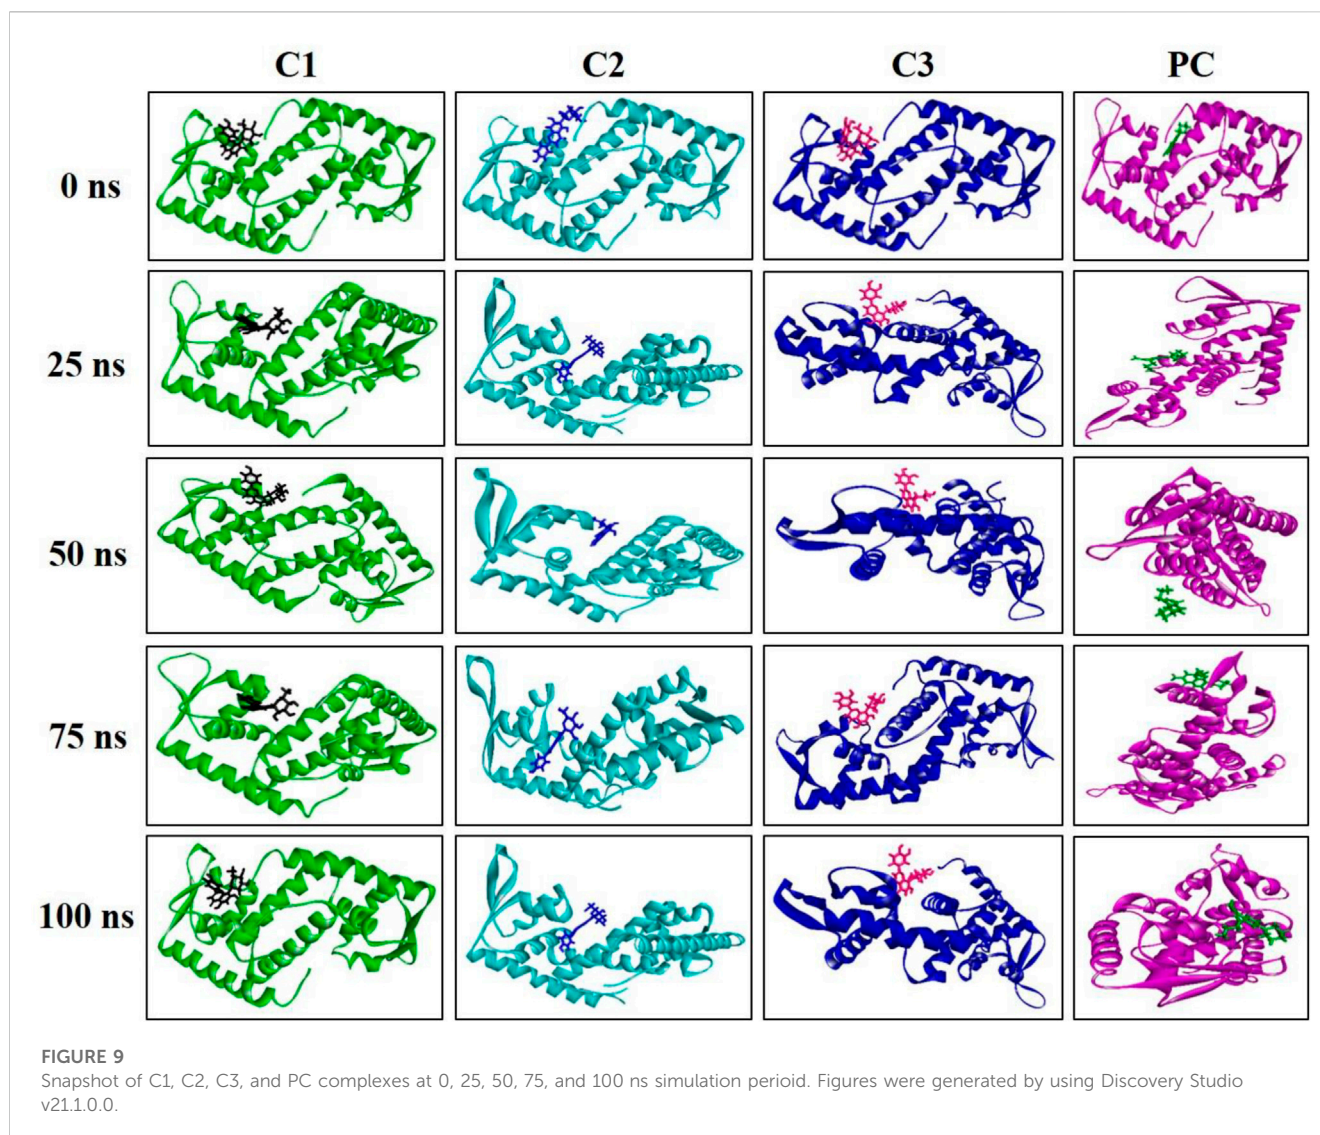 C1 C2 C3 PC
0 ns
25 ns
50 ns
75 ns
100 ns
FIGURE 9
Snapshot of C1, C2, C3, and PC complexes at 0, 25, 50, 75, and 100 ns simulation perioid. Figures were generated by using Discovery Studio
v21.1.0.0.